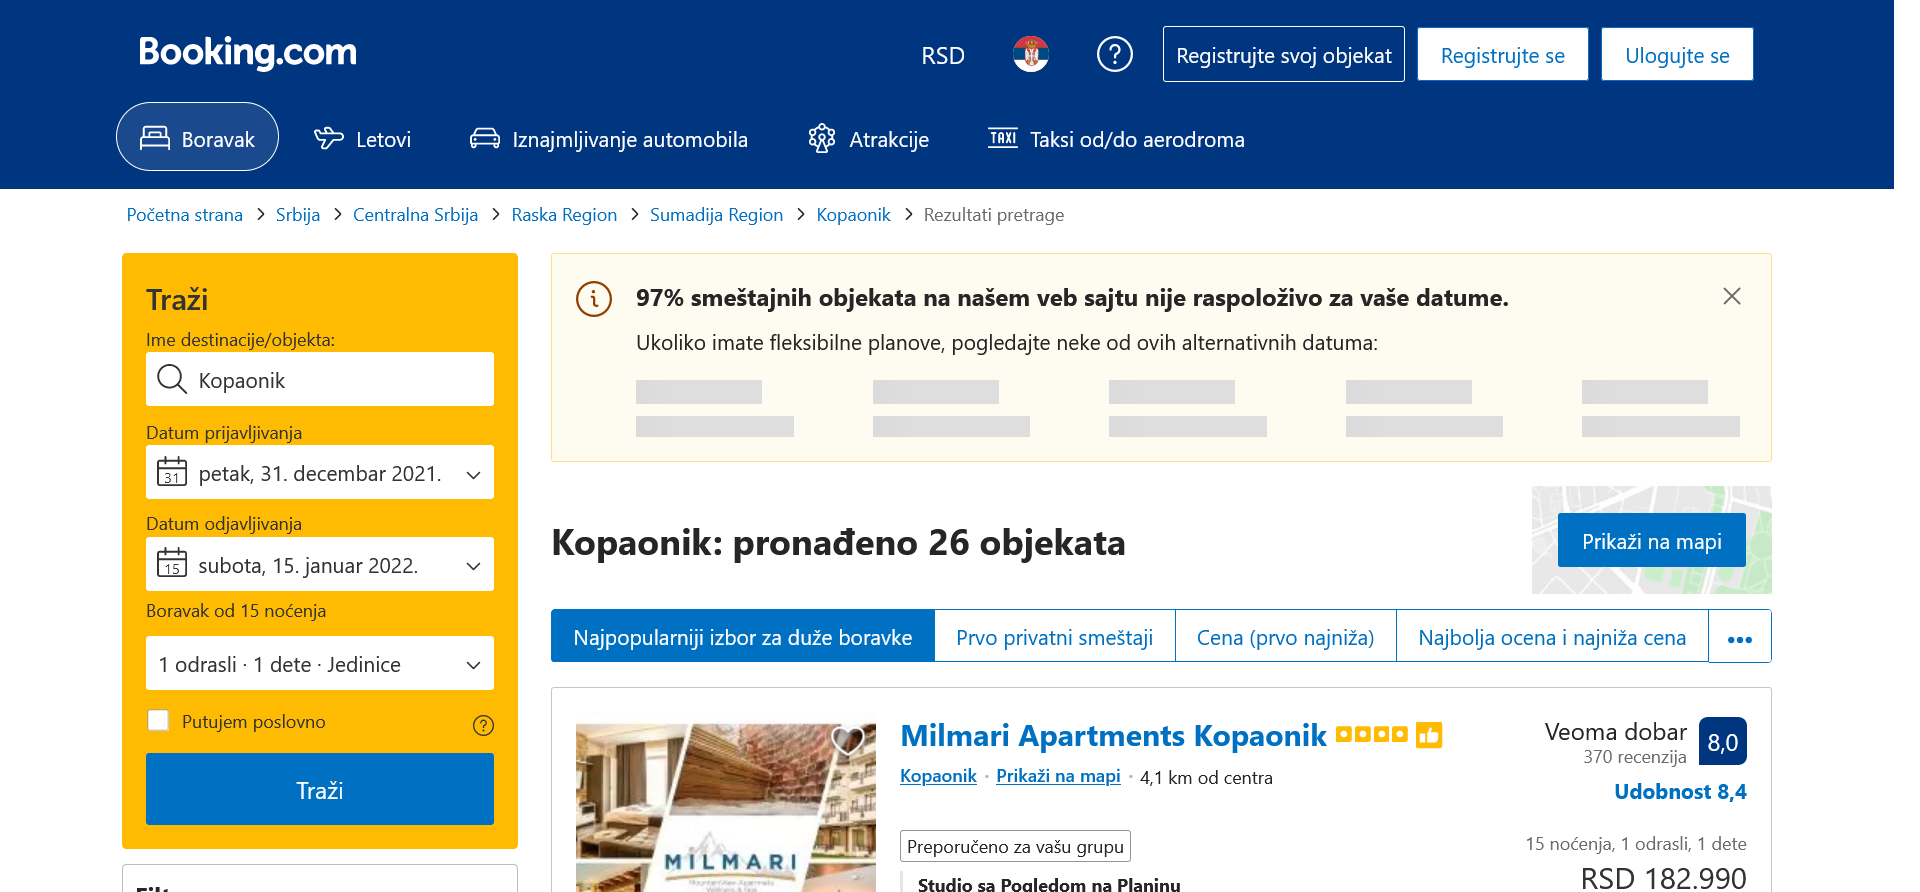 Booking.com
RSD
Registrujte svoj objekat
Registrujte se
Ulogujte se
Boravak
Letovi
Iznajmljivanje automobila
Atrakcije
TAXI
Taksi od/do aerodroma
Početna strana
Srbija
Centralna Srbija
Raska Region
Sumadija Region
Kopaonik
Rezultati pretrage
Traži
Ime destinacije/objekta:
Kopaonik
Datum prijavljivanja
31
petak, 31. decembar 2021.
Datum odjavljivanja
15
subota, 15. januar 2022.
Boravak od 15 noćenja
1 odrasli · 1 dete · Jedinice
Putujem poslovno
Traži
97% smeštajnih objekata na našem veb sajtu nije raspoloživo za vaše datume.
Ukoliko imate fleksibilne planove, pogledajte neke od ovih alternativnih datuma:
Kopaonik: pronađeno 26 objekata
Prikaži na mapi
Najpopularniji izbor za duže boravke
Prvo privatni smeštaji
Cena (prvo najniža)
Najbolja ocena i najniža cena
MILMARI
Milmari Apartments Kopaonik
Kopaonik · Prikaži na mapi · 4,1 km od centra
Veoma dobar
370 recenzija
8,0
Udobnost 8,4
Preporučeno za vašu grupu
Studio sa Pogledom na Planinu
15 noćenja, 1 odrasli, 1 dete
RSD 182.990